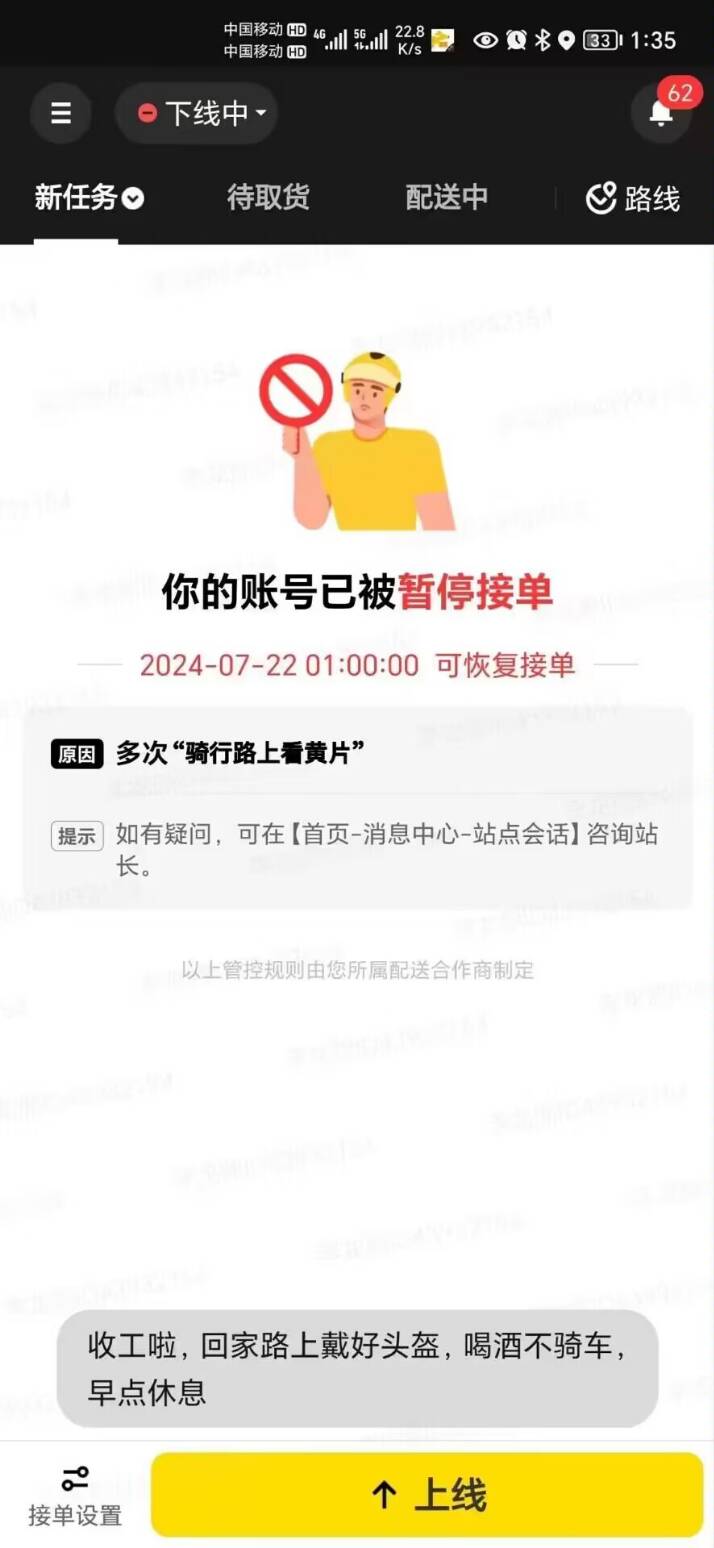 中国移动 HD 4G 5G 22.8 33 1:35
中国移动 HD K/s
下线中
62
新任务 待取货 配送中 路线
你的账号已被暂停接单
2024-07-22 01:00:00 可恢复接单
原因 多次“骑行路上看黄片”
提示 如有疑问，可在【首页-消息中心-站点会话】咨询站
长。
以上管控规则由您所属配送合作商制定
收工啦，回家路上戴好头盔，喝酒不骑车，
早点休息
接单设置
上线